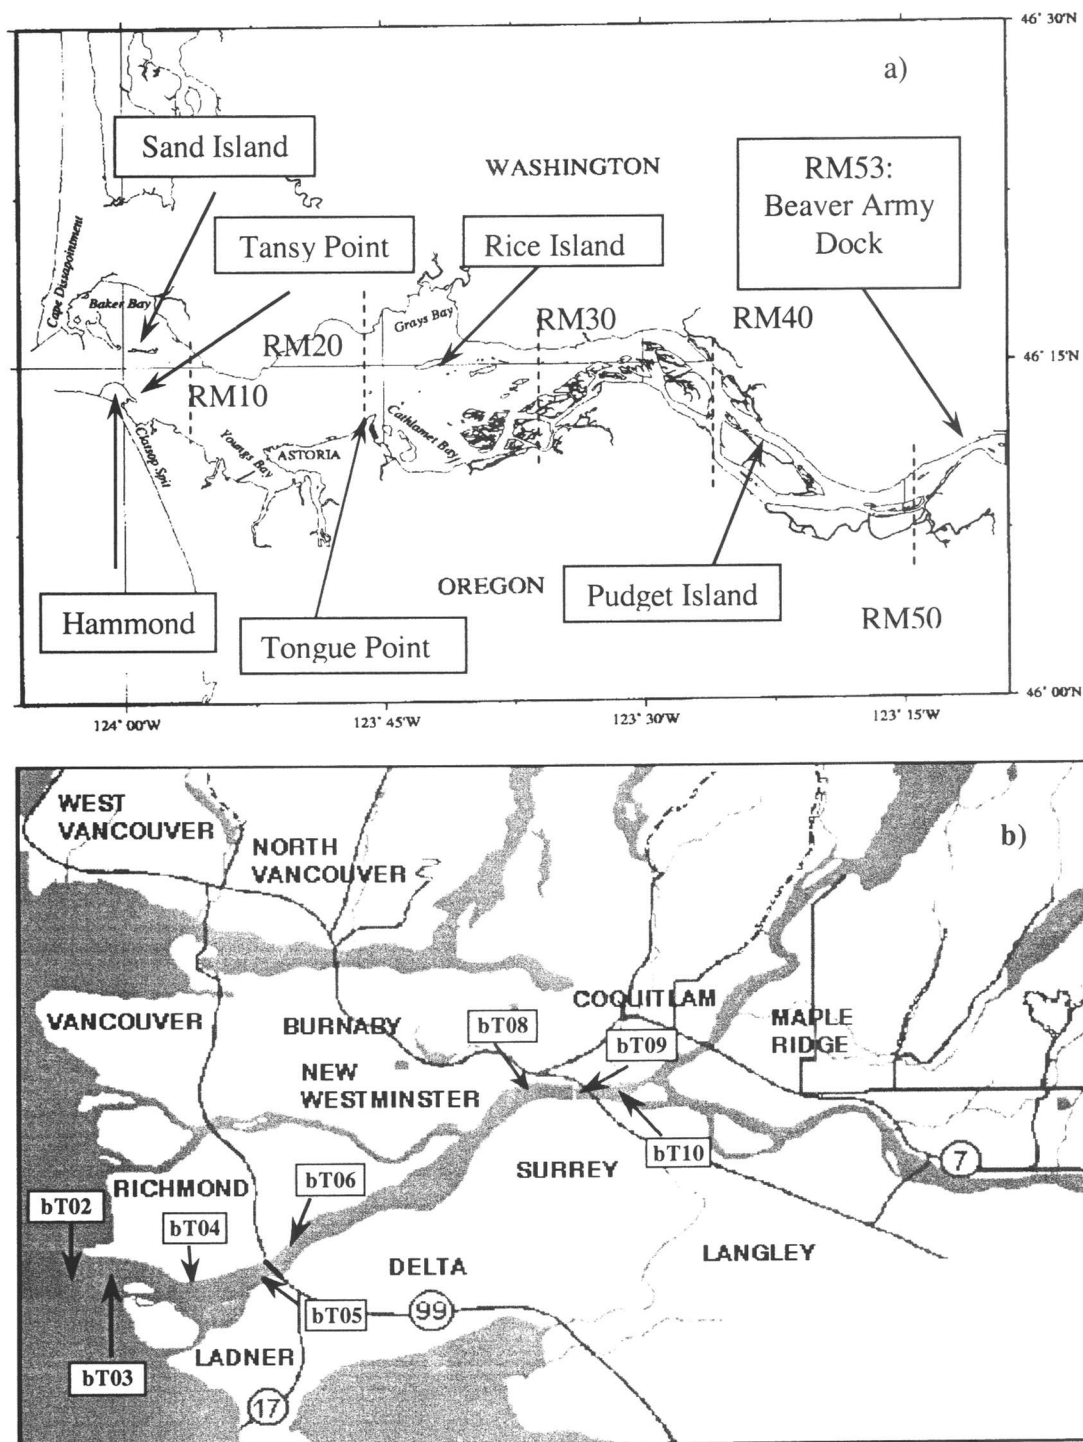 46° 30'N
a)
Sand Island
WASHINGTON
RM53:
Beaver Army
Dock
Tansy Point
Rice Island
Cape Dissapointment
Baker Bay
Grays Bay
RM20
RM30
RM40
46° 15'N
RM10
Clatsop Spit
Youngs Bay
ASTORIA
Cathlamet Bay
OREGON
Pudget Island
Hammond
Tongue Point
RM50
46° 00'N
124° 00'W
123° 45'W
123° 30'W
123° 15'W
b)
WEST
VANCOUVER
NORTH
VANCOUVER
VANCOUVER
BURNABY
bT08
COQUITLAM
bT09
MAPLE
RIDGE
NEW
WESTMINSTER
bT10
SURREY
7
RICHMOND
bT06
bT02
bT04
LANGLEY
DELTA
bT05
99
LADNER
bT03
17